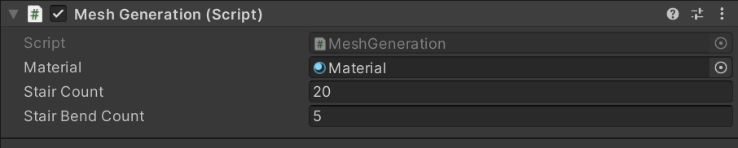 # Mesh Generation (Script)
Script # MeshGeneration
Material Material
Stair Count 20
Stair Bend Count 5